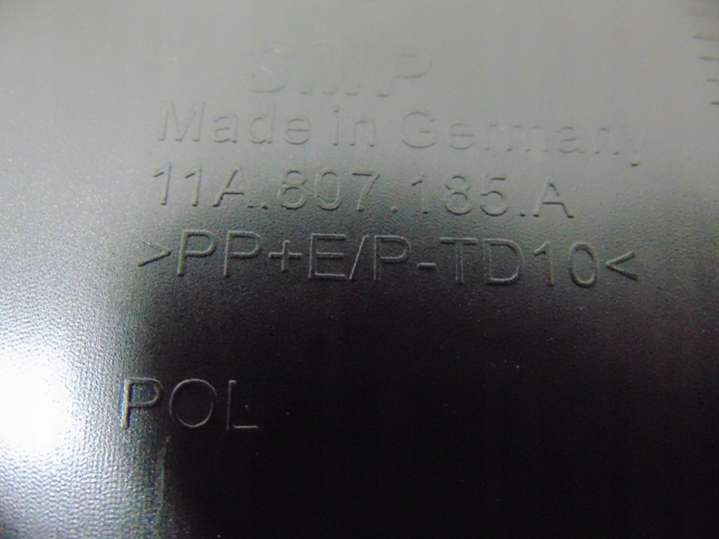 SMP
Made in Germany
11A.807.185.A
>PP+E/P-TD10<
POL